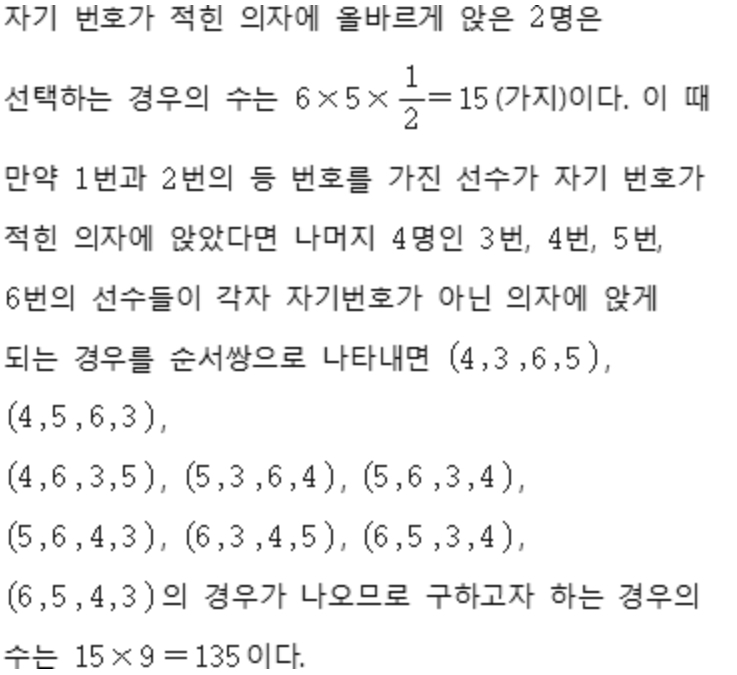 자기 번호가 적힌 의자에 올바르게 앉은 2명은
선택하는 경우의 수는 6×5×1/2=15(가지)이다. 이 때
만약 1번과 2번의 등 번호를 가진 선수가 자기 번호가
적힌 의자에 앉았다면 나머지 4명인 3번, 4번, 5번,
6번의 선수들이 각자 자기번호가 아닌 의자에 앉게
되는 경우를 순서쌍으로 나타내면 (4,3,6,5),
(4,5,6,3),
(4,6,3,5), (5,3,6,4), (5,6,3,4),
(5,6,4,3), (6,3,4,5), (6,5,3,4),
(6,5,4,3)의 경우가 나오므로 구하고자 하는 경우의
수는 15×9=135이다.